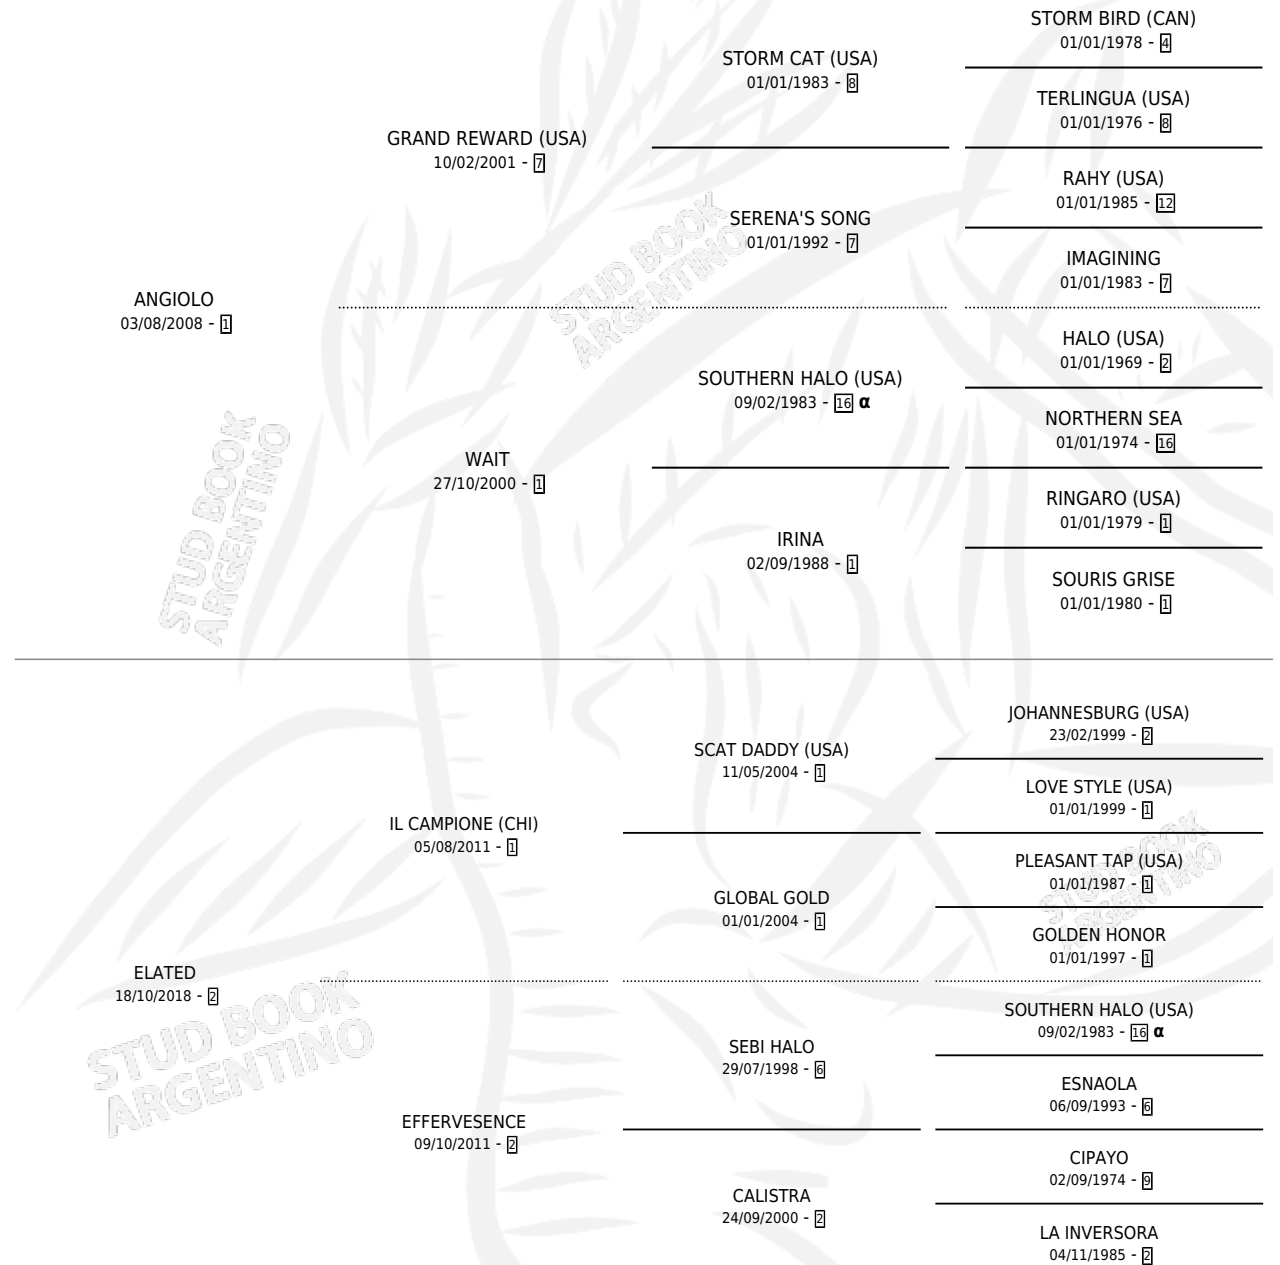 STORM BIRD (CAN)
01/01/1978 - 4
STORM CAT (USA)
01/01/1983 - 8
TERLINGUA (USA)
01/01/1976 - 8
GRAND REWARD (USA)
10/02/2001 - 7
RAHY (USA)
01/01/1985 - 12
SERENA'S SONG
01/01/1992 - 7
IMAGINING
01/01/1983 - 7
ANGIOLO
03/08/2008 - 1
HALO (USA)
01/01/1969 - 2
SOUTHERN HALO (USA)
09/02/1983 - 16 α
NORTHERN SEA
01/01/1974 - 16
WAIT
27/10/2000 - 1
RINGARO (USA)
01/01/1979 - 1
IRINA
02/09/1988 - 1
SOURIS GRISE
01/01/1980 - 1
JOHANNESBURG (USA)
23/02/1999 - 2
SCAT DADDY (USA)
11/05/2004 - 1
LOVE STYLE (USA)
01/01/1999 - 1
IL CAMPIONE (CHI)
05/08/2011 - 1
PLEASANT TAP (USA)
01/01/1987 - 1
GLOBAL GOLD
01/01/2004 - 1
GOLDEN HONOR
01/01/1997 - 1
ELATED
18/10/2018 - 2
SOUTHERN HALO (USA)
09/02/1983 - 16 α
SEBI HALO
29/07/1998 - 6
ESNAOLA
06/09/1993 - 6
EFFERVESENCE
09/10/2011 - 2
CIPAYO
02/09/1974 - 9
CALISTRA
24/09/2000 - 2
LA INVERSORA
04/11/1985 - 2
STUD BOOK
ARGENTINO
STUD BOOK
ARGENTINO
STUD BOOK
ARGENTINO
STUD BOOK
ARGENTINO